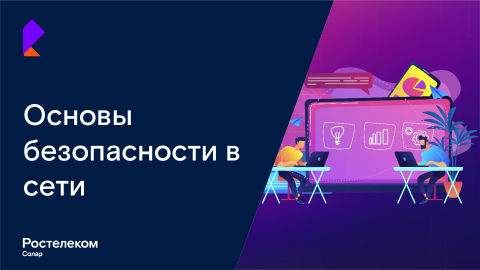 Основы
безопасности в
сети
Ростелеком
Солар